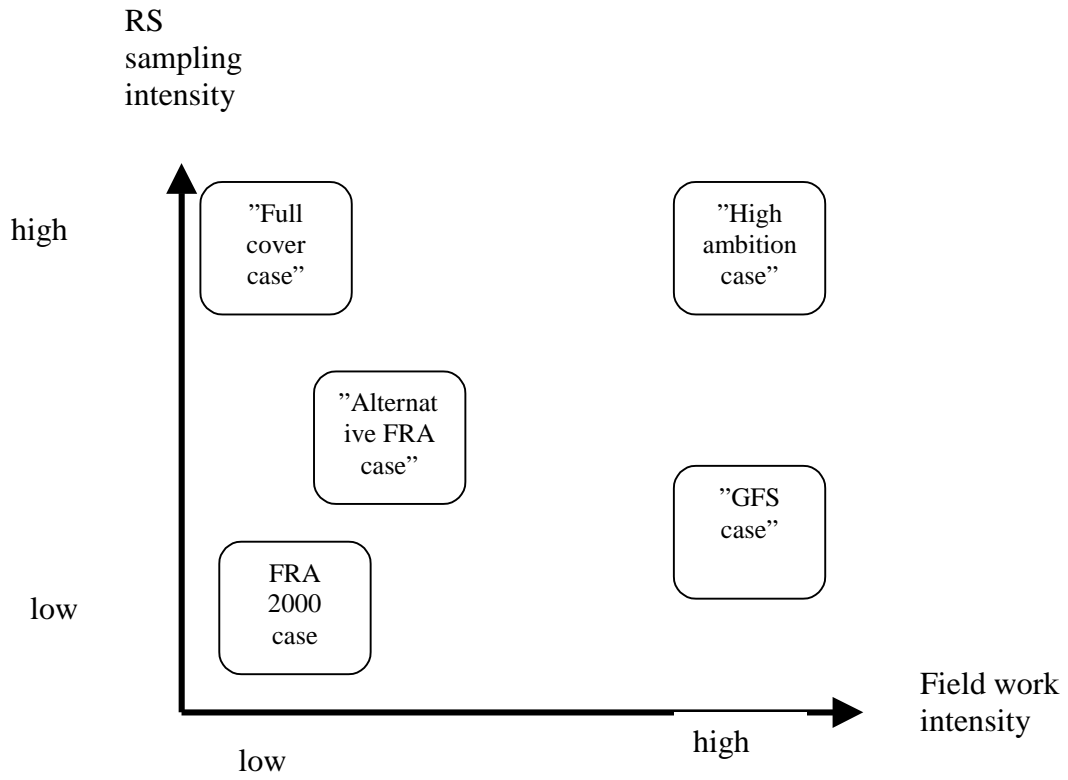 RS
sampling
intensity
high
”Full
cover
case”
”High
ambition
case”
”Alternat
ive FRA
case”
”GFS
case”
FRA
2000
case
low
Field work
intensity
low
high